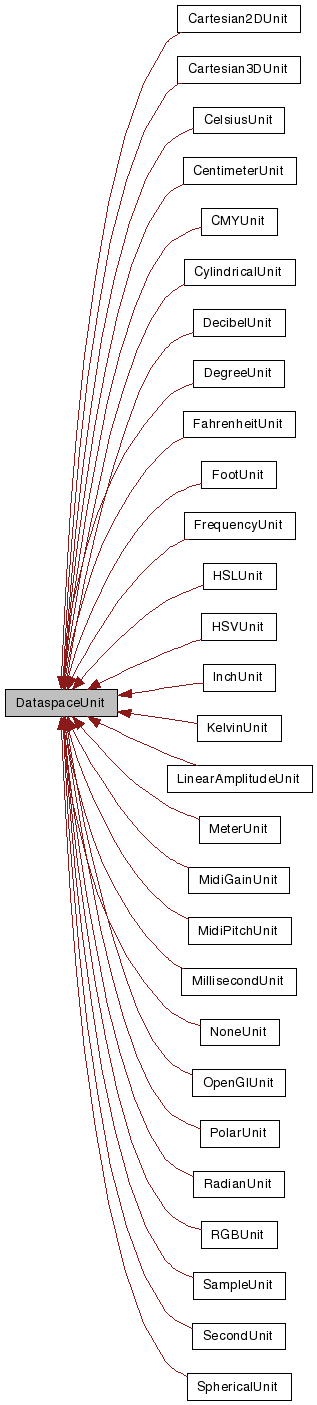 Cartesian2DUnit
Cartesian3DUnit
CelsiusUnit
CentimeterUnit
CMYUnit
CylindricalUnit
DecibelUnit
DegreeUnit
FahrenheitUnit
FootUnit
FrequencyUnit
HSLUnit
HSVUnit
InchUnit
DataspaceUnit
KelvinUnit
LinearAmplitudeUnit
MeterUnit
MidiGainUnit
MidiPitchUnit
MillisecondUnit
NoneUnit
OpenGlUnit
PolarUnit
RadianUnit
RGBUnit
SampleUnit
SecondUnit
SphericalUnit